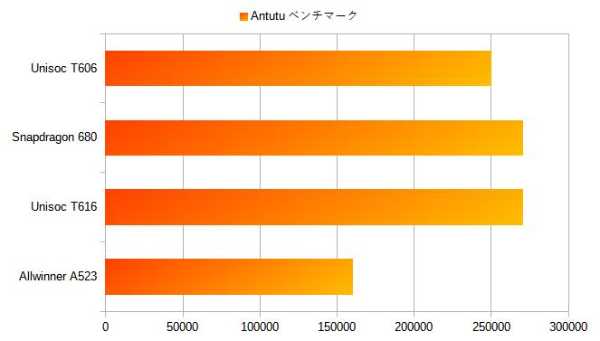 Antutu ベンチマーク
Unisoc T606
Snapdragon 680
Unisoc T616
Allwinner A523
0 50000 100000 150000 200000 250000 300000